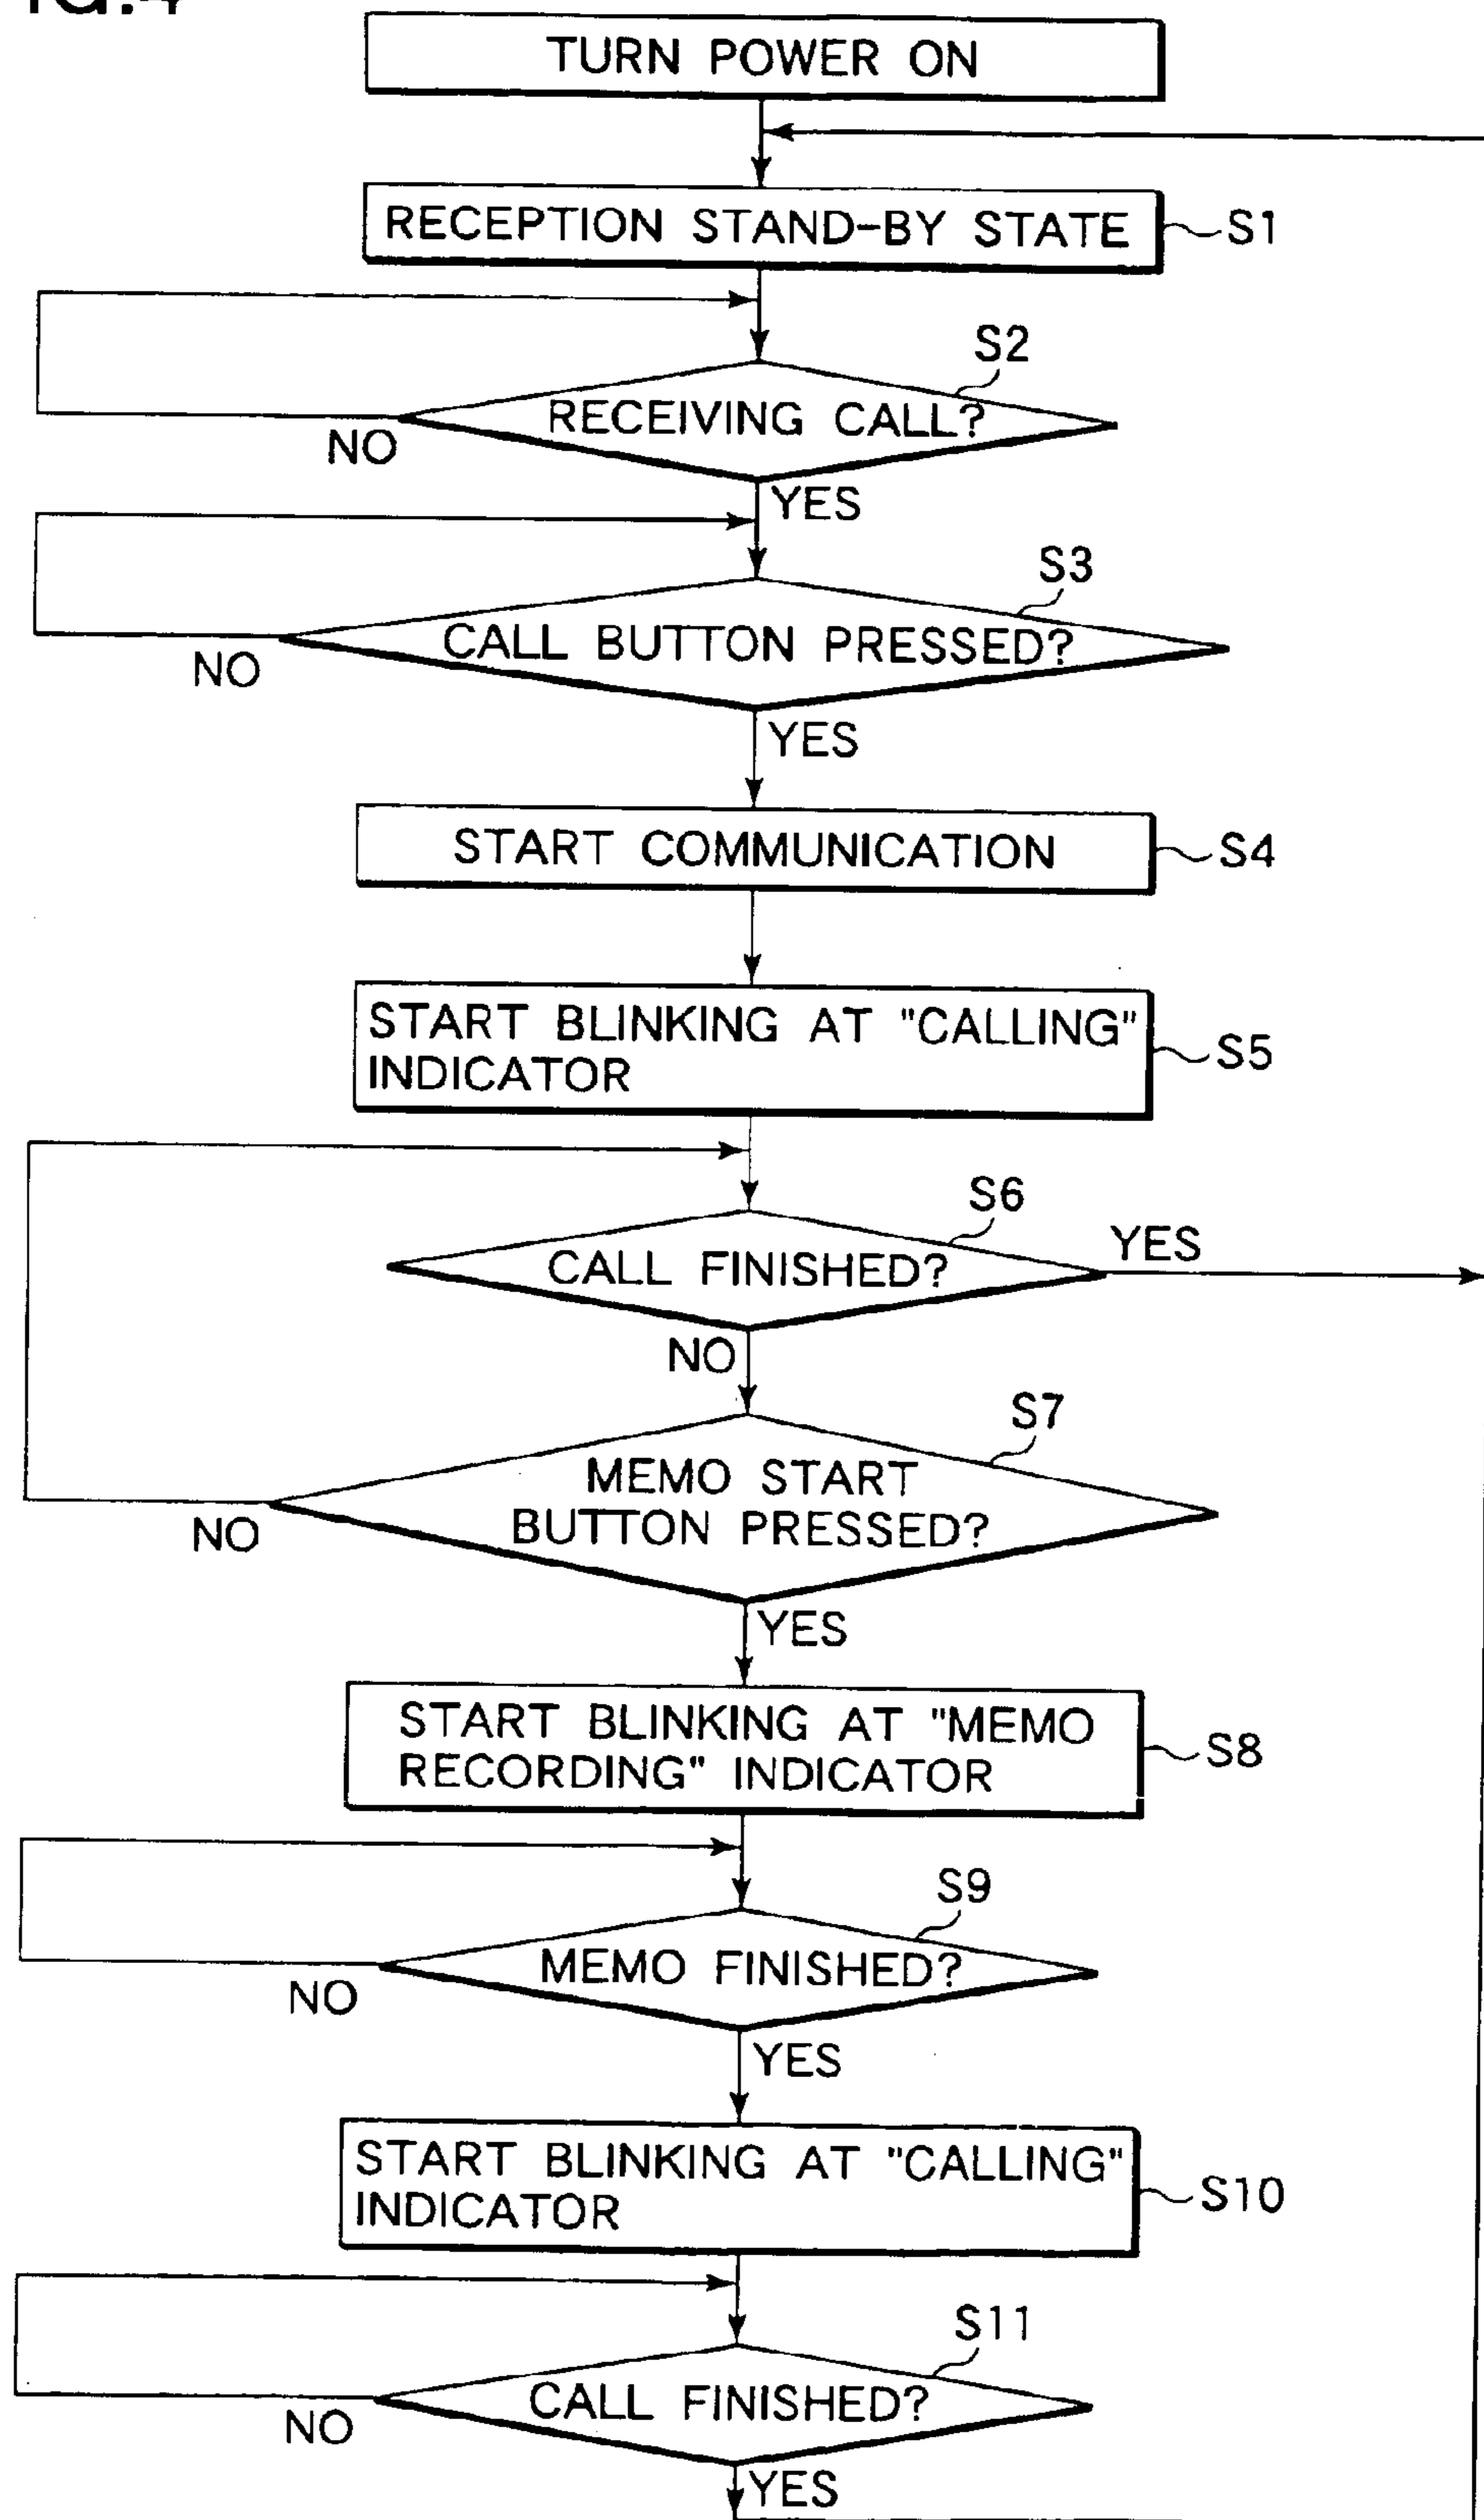 TURN POWER ON
RECEPTION STAND-BY STATE
S1
S2
RECEIVING CALL?
NO
YES
S3
CALL BUTTON PRESSED?
NO
YES
START COMMUNICATION
S4
START BLINKING AT "CALLING"
INDICATOR
S5
S6
YES
CALL FINISHED?
NO
S7
MEMO START
BUTTON PRESSED?
NO
YES
START BLINKING AT "MEMO
RECORDING" INDICATOR
S8
S9
MEMO FINISHED?
NO
YES
START BLINKING AT "CALLING"
INDICATOR
S10
S11
CALL FINISHED?
NO
YES